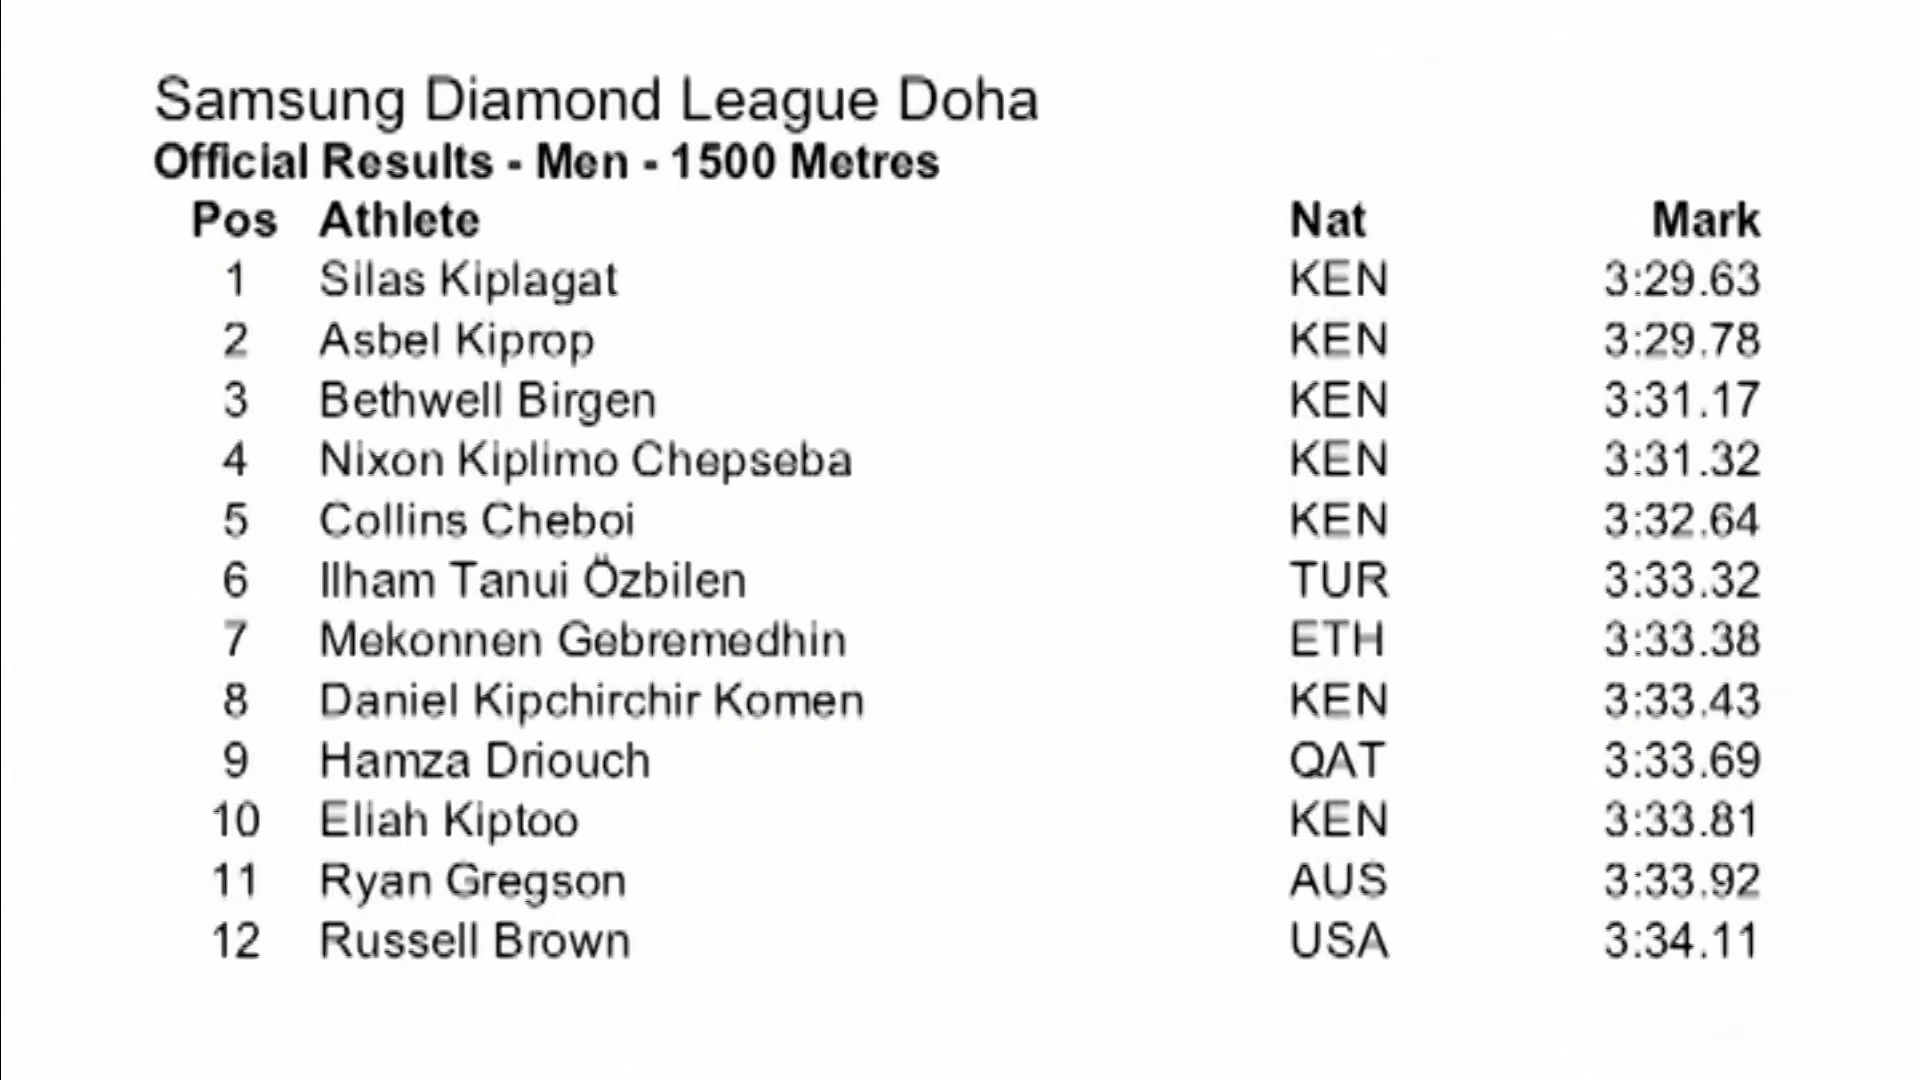 Samsung Diamond League Doha
Official Results - Men - 1500 Metres
Pos Athlete Nat Mark
1 Silas Kiplagat KEN 3:29.63
2 Asbel Kiprop KEN 3:29.78
3 Bethwell Birgen KEN 3:31.17
4 Nixon Kiplimo Chepseba KEN 3:31.32
5 Collins Cheboi KEN 3:32.64
6 Ilham Tanui Özbilen TUR 3:33.32
7 Mekonnen Gebremedhin ETH 3:33.38
8 Daniel Kipchirchir Komen KEN 3:33.43
9 Hamza Driouch QAT 3:33.69
10 Eliah Kiptoo KEN 3:33.81
11 Ryan Gregson AUS 3:33.92
12 Russell Brown USA 3:34.11